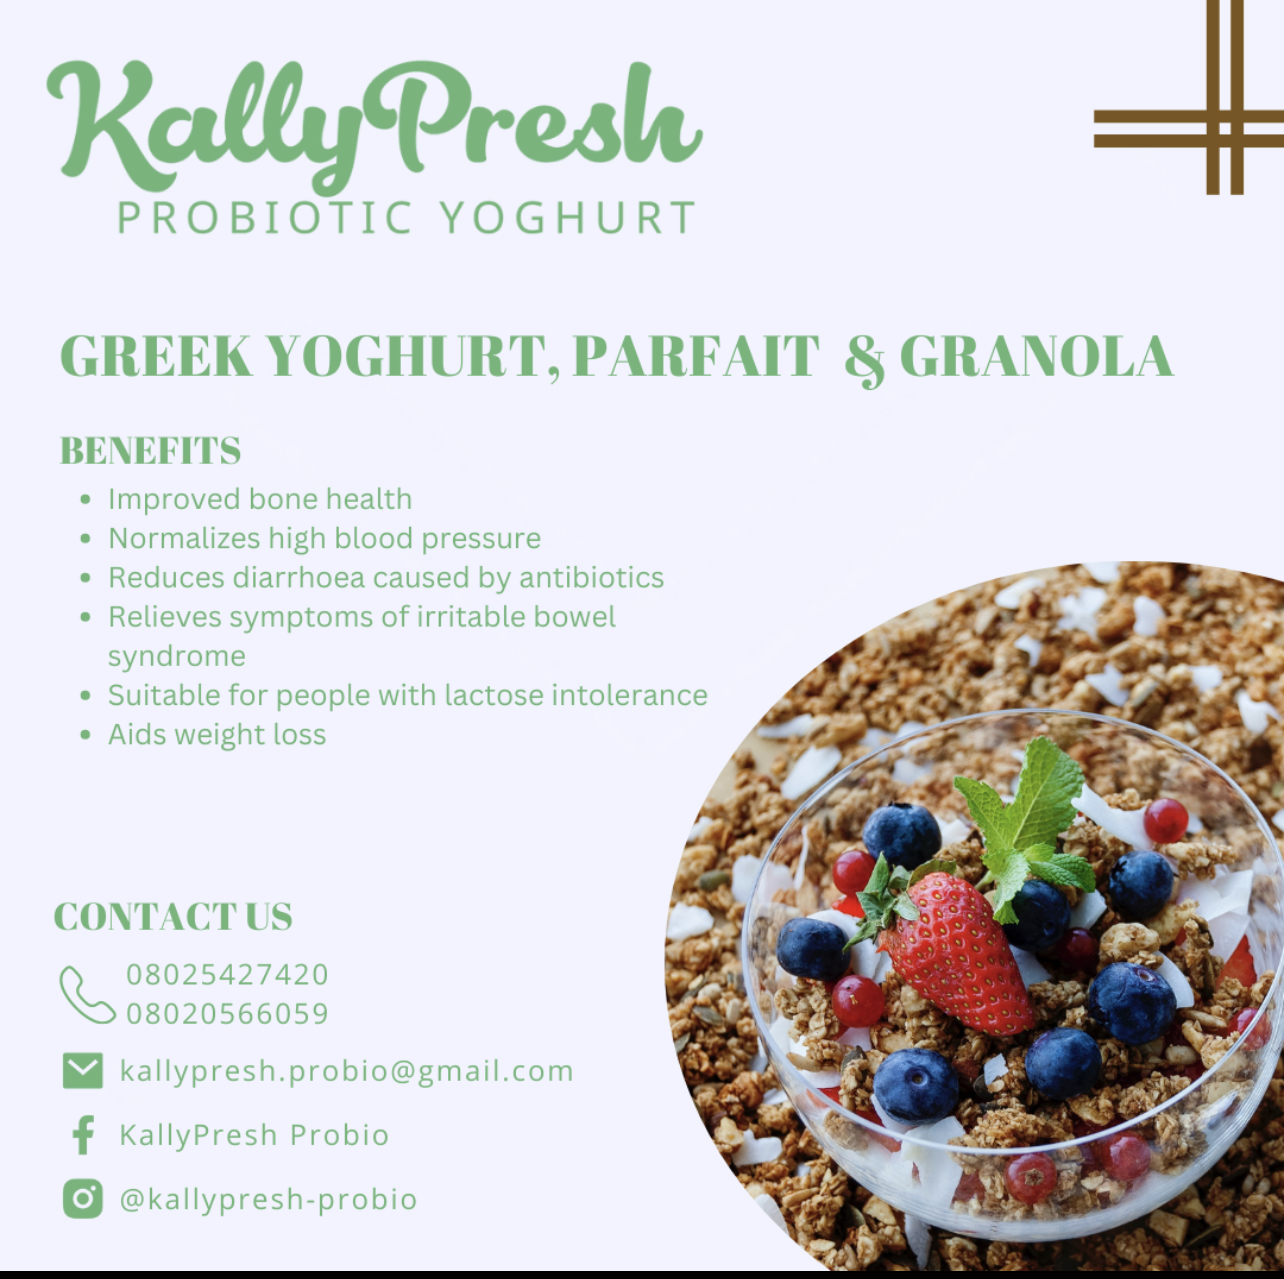 KallyPresh
PROBIOTIC YOGHURT
GREEK YOGHURT, PARFAIT & GRANOLA
BENEFITS
• Improved bone health
• Normalizes high blood pressure
• Reduces diarrhoea caused by antibiotics
• Relieves symptoms of irritable bowel
syndrome
• Suitable for people with lactose intolerance
• Aids weight loss
CONTACT US
08025427420
08020566059
kallypresh.probio@gmail.com
KallyPresh Probio
@kallypresh-probio